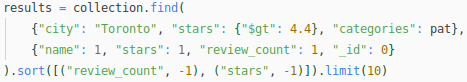 results = collection.find(
    {"city": "Toronto", "stars": {"$gt": 4.4}, "categories": pat},
    {"name": 1, "stars": 1, "review_count": 1, "_id": 0}
).sort([("review_count", -1), ("stars", -1)]).limit(10)